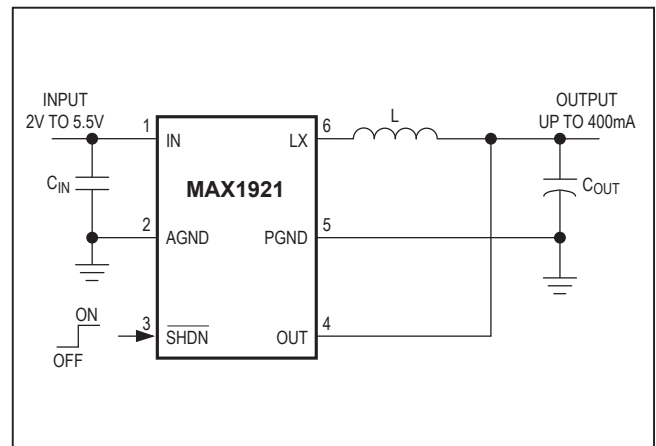 INPUT
2V TO 5.5V
OUTPUT
UP TO 400mA
1
IN
LX
6
L
CIN
MAX1921
COUT
2
AGND
PGND
5
ON
OFF
3
SHDN
OUT
4